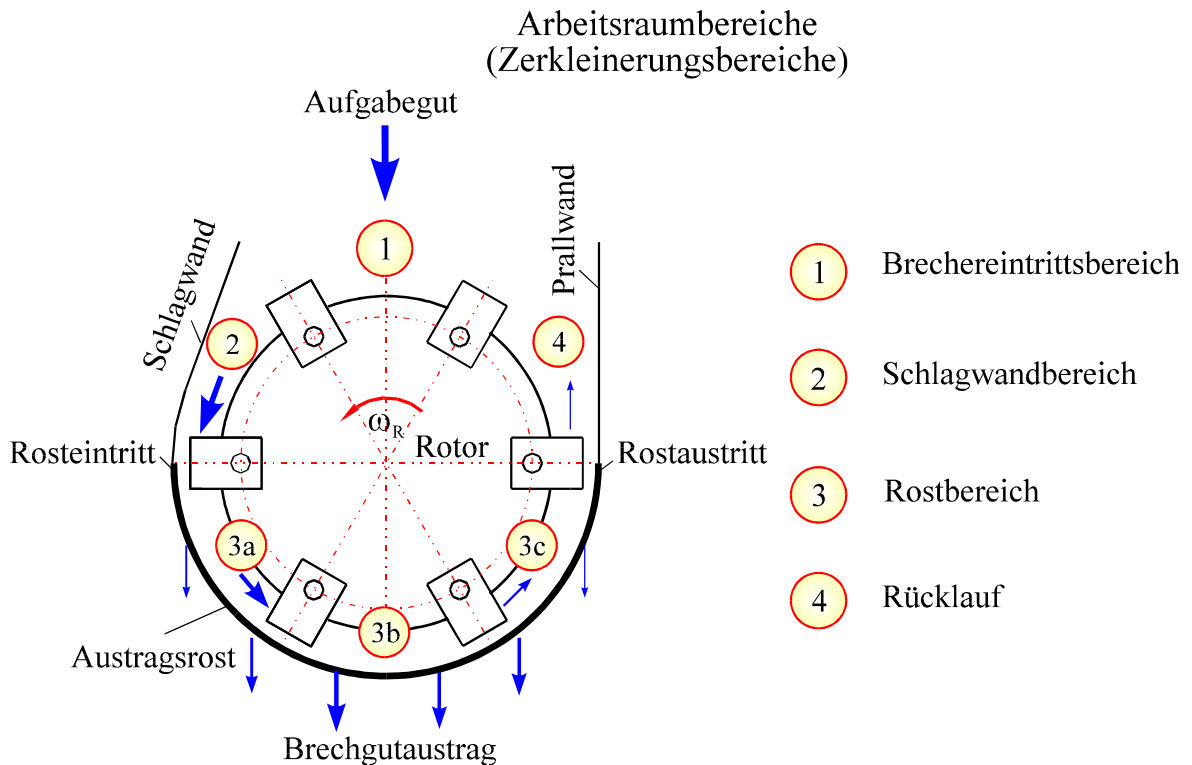 Arbeitsraumbereiche
(Zerkleinerungsbereiche)
Aufgabegut
Schlagwand
Prallwand
1
2
4
ω_R
Rotor
Rosteintritt
Rostaustritt
3a
3c
3b
Austragsrost
Brechgutaustrag
1 Brechereintrittsbereich
2 Schlagwandbereich
3 Rostbereich
4 Rücklauf